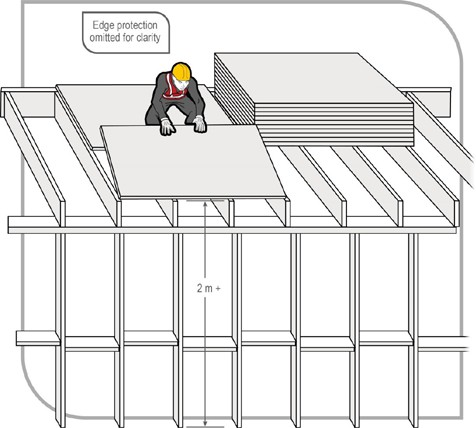 Edge protection
omitted for clarity
2 m +